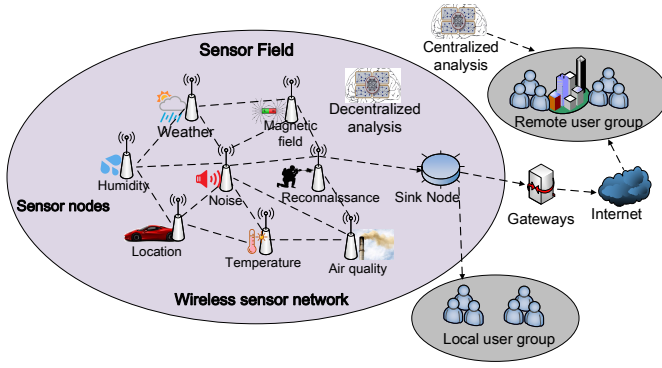 Sensor Field
Centralized
analysis
Remote user group
Weather
Magnetic
field
Decentralized
analysis
Humidity
Noise
Reconnaissance
Sink Node
Gateways
Internet
Sensor nodes
Location
Temperature
Air quality
Wireless sensor network
Local user group